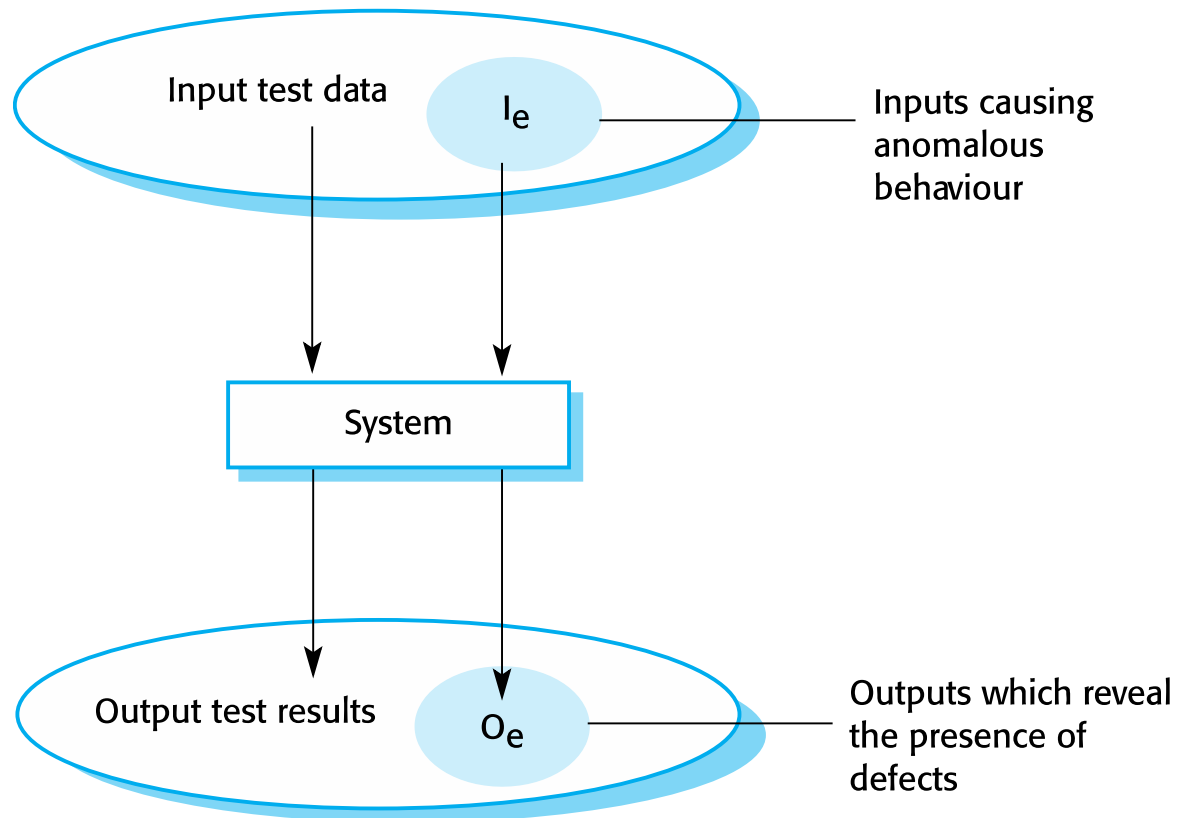 Input test data
Ie
Inputs causing
anomalous
behaviour
System
Output test results
Oe
Outputs which reveal
the presence of
defects